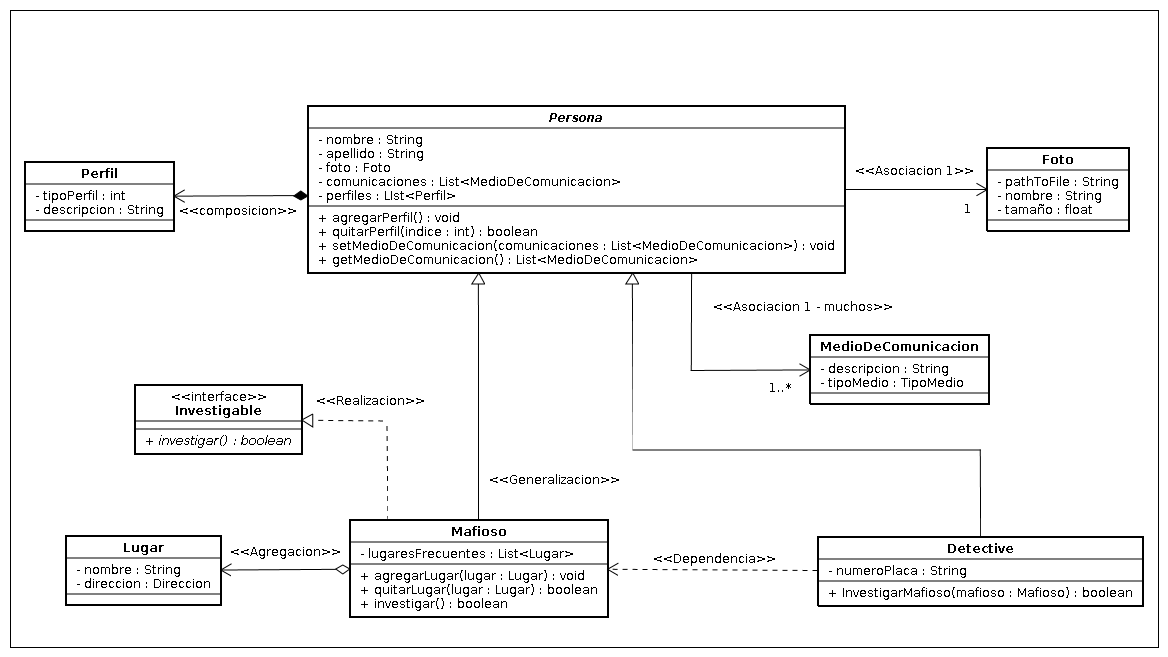 Persona
- nombre : String
- apellido : String
- foto : Foto
- comunicaciones : List<MedioDeComunicacion>
- perfiles : LIst<Perfil>
+ agregarPerfil() : void
+ quitarPerfil(indice : int) : boolean
+ setMedioDeComunicacion(comunicaciones : List<MedioDeComunicacion>) : void
+ getMedioDeComunicacion() : List<MedioDeComunicacion>
Perfil
- tipoPerfil : int
- descripcion : String
<<composicion>>
<<Asociacion 1>>
1
Foto
- pathToFile : String
- nombre : String
- tamaño : float
<<Asociacion 1 - muchos>>
1..*
MedioDeComunicacion
- descripcion : String
- tipoMedio : TipoMedio
<<interface>>
Investigable
+ investigar() : boolean
<<Realizacion>>
<<Generalizacion>>
Lugar
- nombre : String
- direccion : Direccion
<<Agregacion>>
Mafioso
- lugaresFrecuentes : List<Lugar>
+ agregarLugar(lugar : Lugar) : void
+ quitarLugar(lugar : Lugar) : boolean
+ investigar() : boolean
<<Dependencia>>
Detective
- numeroPlaca : String
+ InvestigarMafioso(mafioso : Mafioso) : boolean